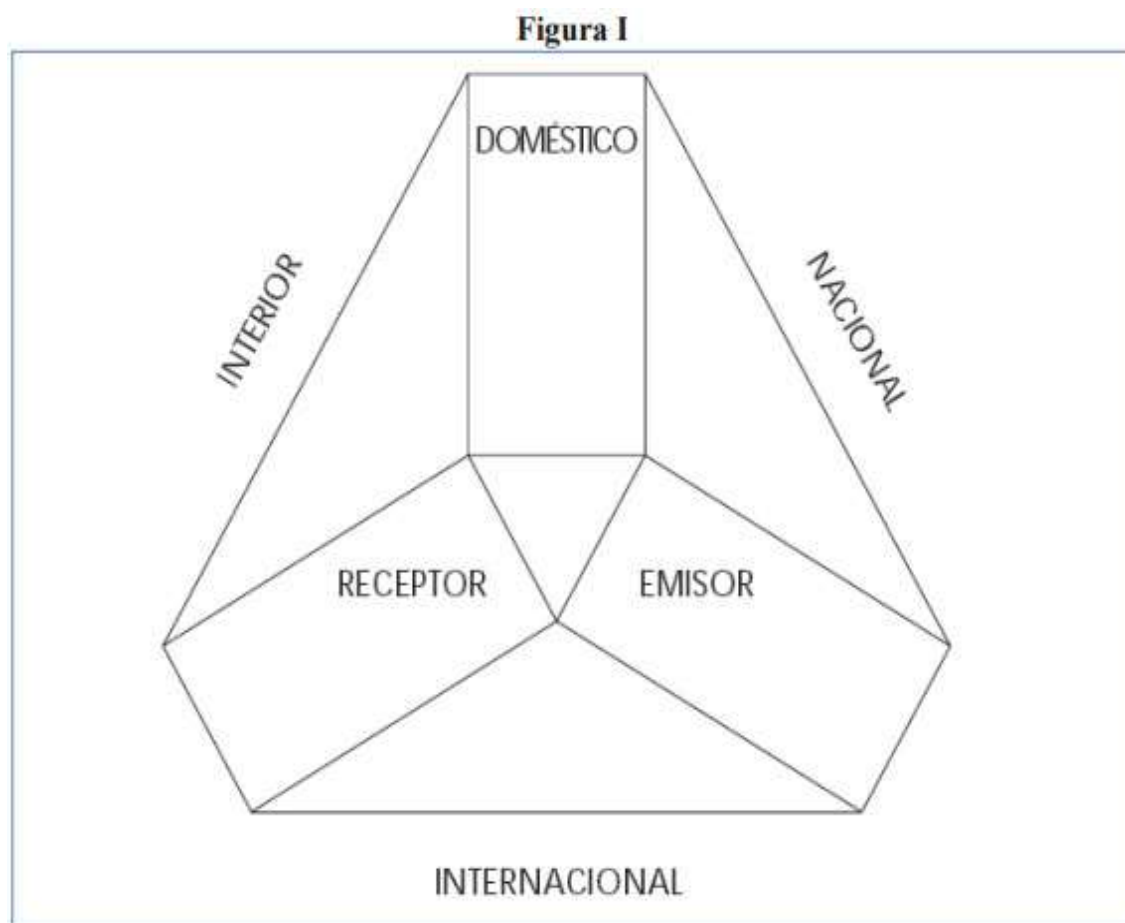 Figura I
DOMÉSTICO
INTERIOR
NACIONAL
RECEPTOR
EMISOR
INTERNACIONAL